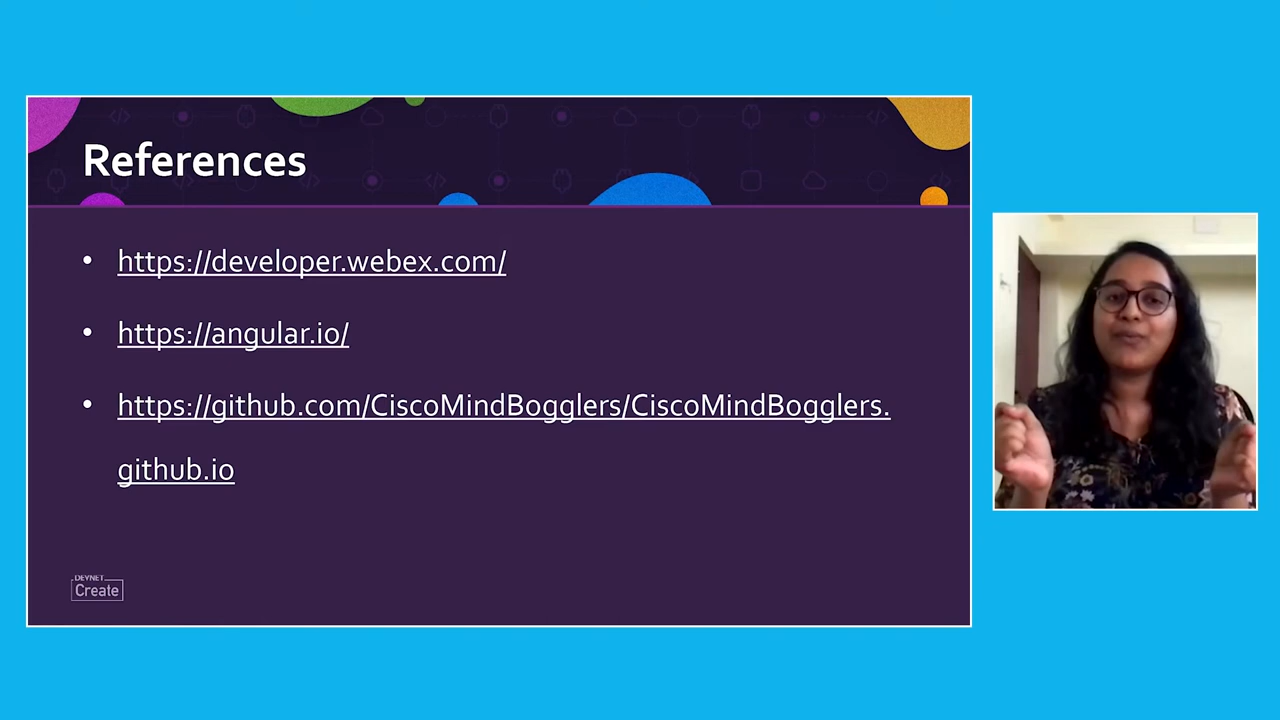 References
• https://developer.webex.com/
• https://angular.io/
• https://github.com/CiscoMindBogglers/CiscoMindBogglers.
github.io
DEVNET
Create